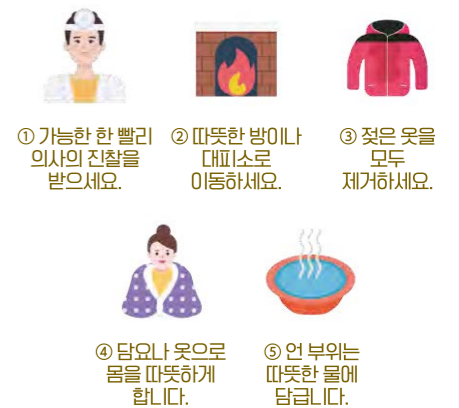 ① 가능한 한 빨리
의사의 진찰을
받으세요.
② 따뜻한 방이나
대피소로
이동하세요.
③ 젖은 옷을
모두
제거하세요.
④ 담요나 옷으로
몸을 따뜻하게
합니다.
⑤ 언 부위는
따뜻한 물에
담급니다.